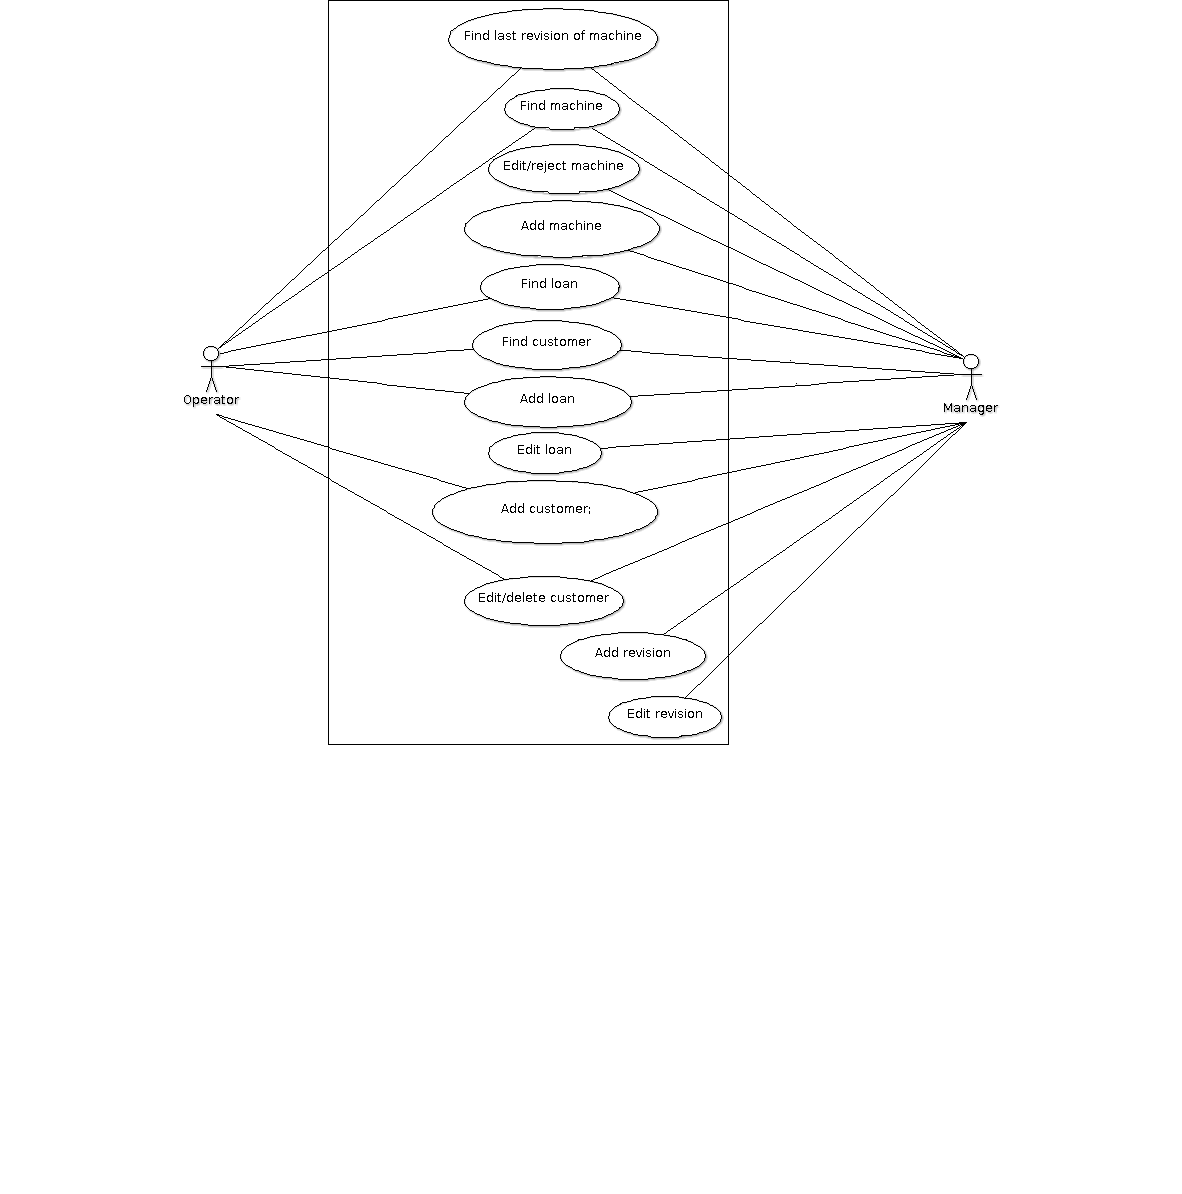 Find last revision of machine
Find machine
Edit/reject machine
Add machine
Find loan
Find customer
Add loan
Operator
Manager
Edit loan
Add customer;
Edit/delete customer
Add revision
Edit revision